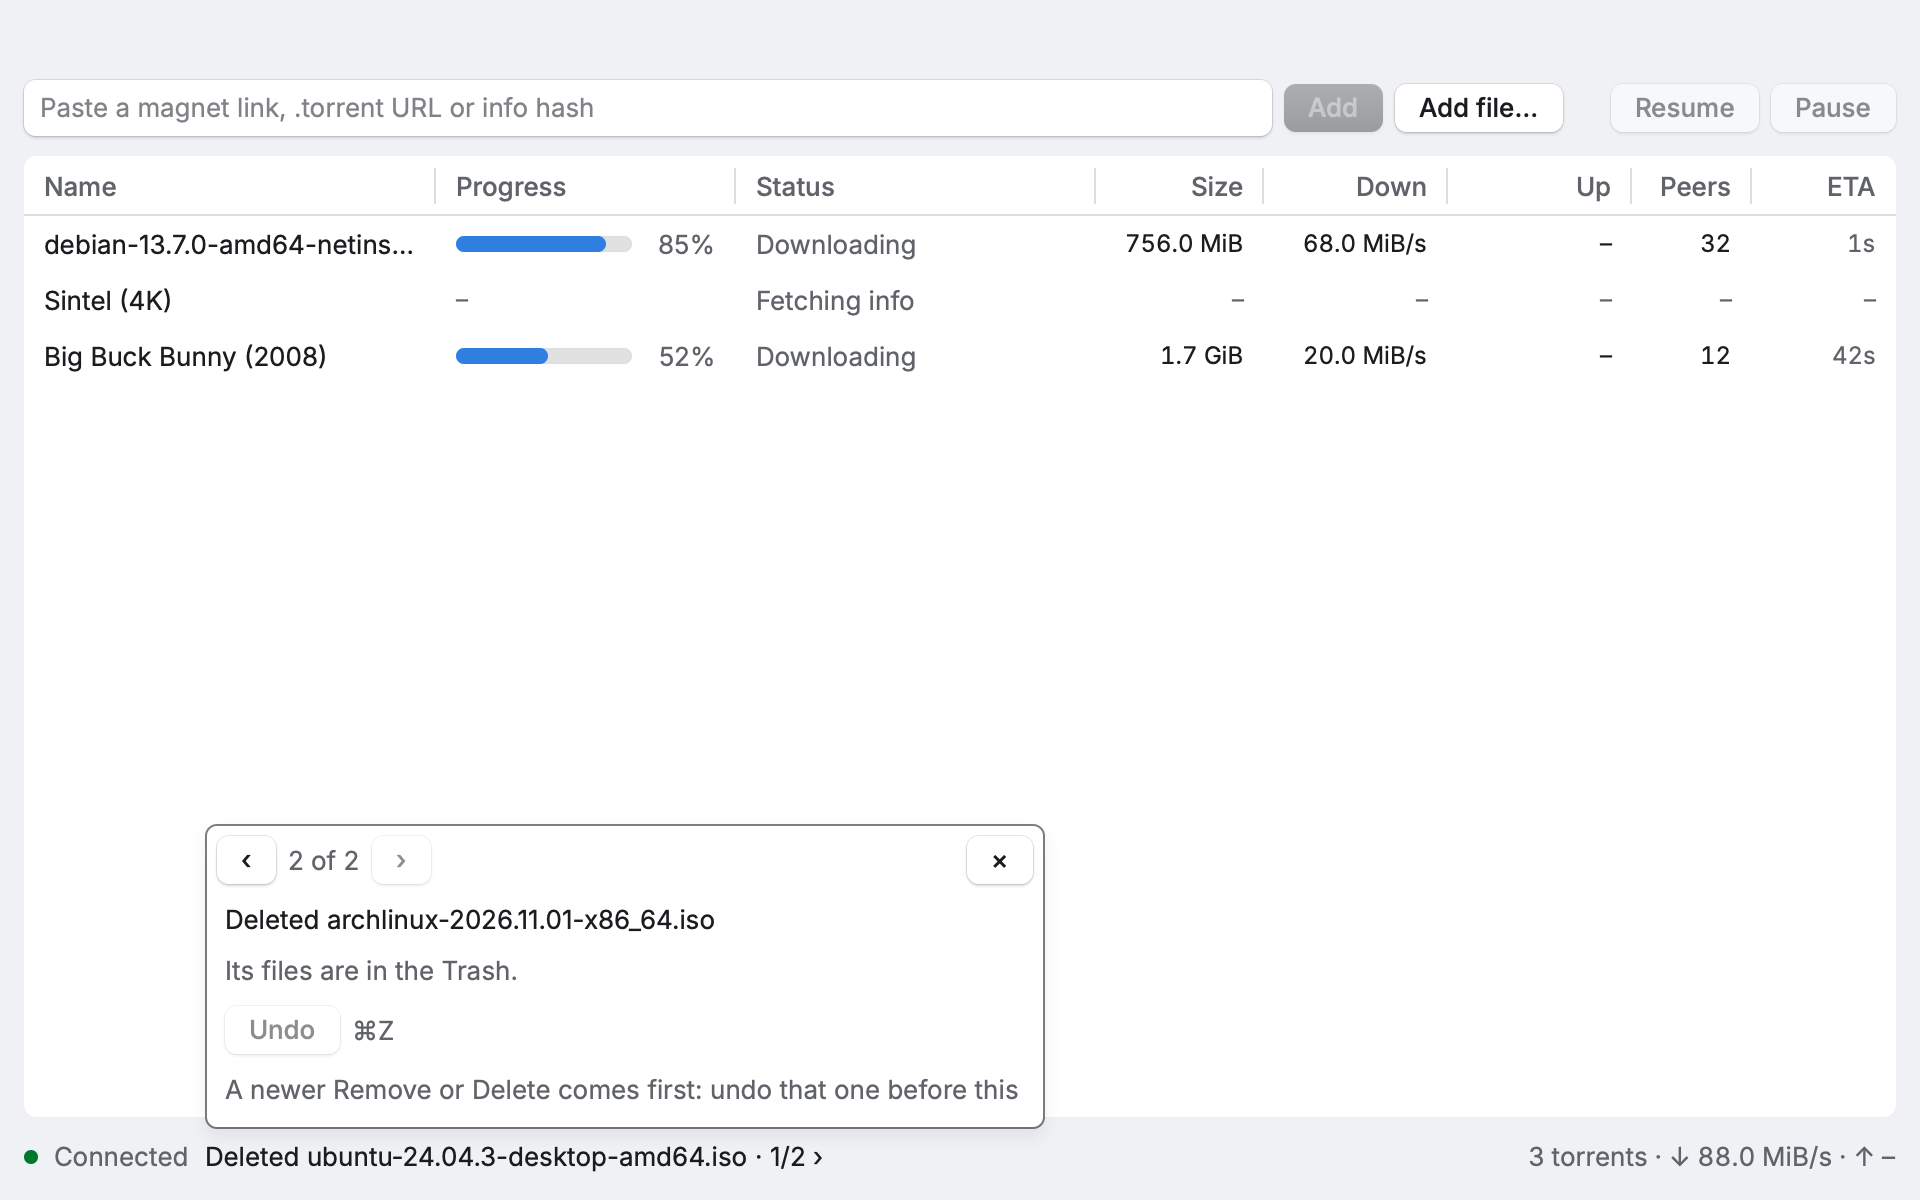 Paste a magnet link, .torrent URL or info hash Add Add file... Resume Pause
Name Progress Status Size Down Up Peers ETA
debian-13.7.0-amd64-netins... 85% Downloading 756.0 MiB 68.0 MiB/s – 32 1s
Sintel (4K) – Fetching info – – – – –
Big Buck Bunny (2008) 52% Downloading 1.7 GiB 20.0 MiB/s – 12 42s
‹ 2 of 2 › ×
Deleted archlinux-2026.11.01-x86_64.iso
Its files are in the Trash.
Undo ⌘Z
A newer Remove or Delete comes first: undo that one before this
Connected Deleted ubuntu-24.04.3-desktop-amd64.iso · 1/2 › 3 torrents · ↓ 88.0 MiB/s · ↑ –